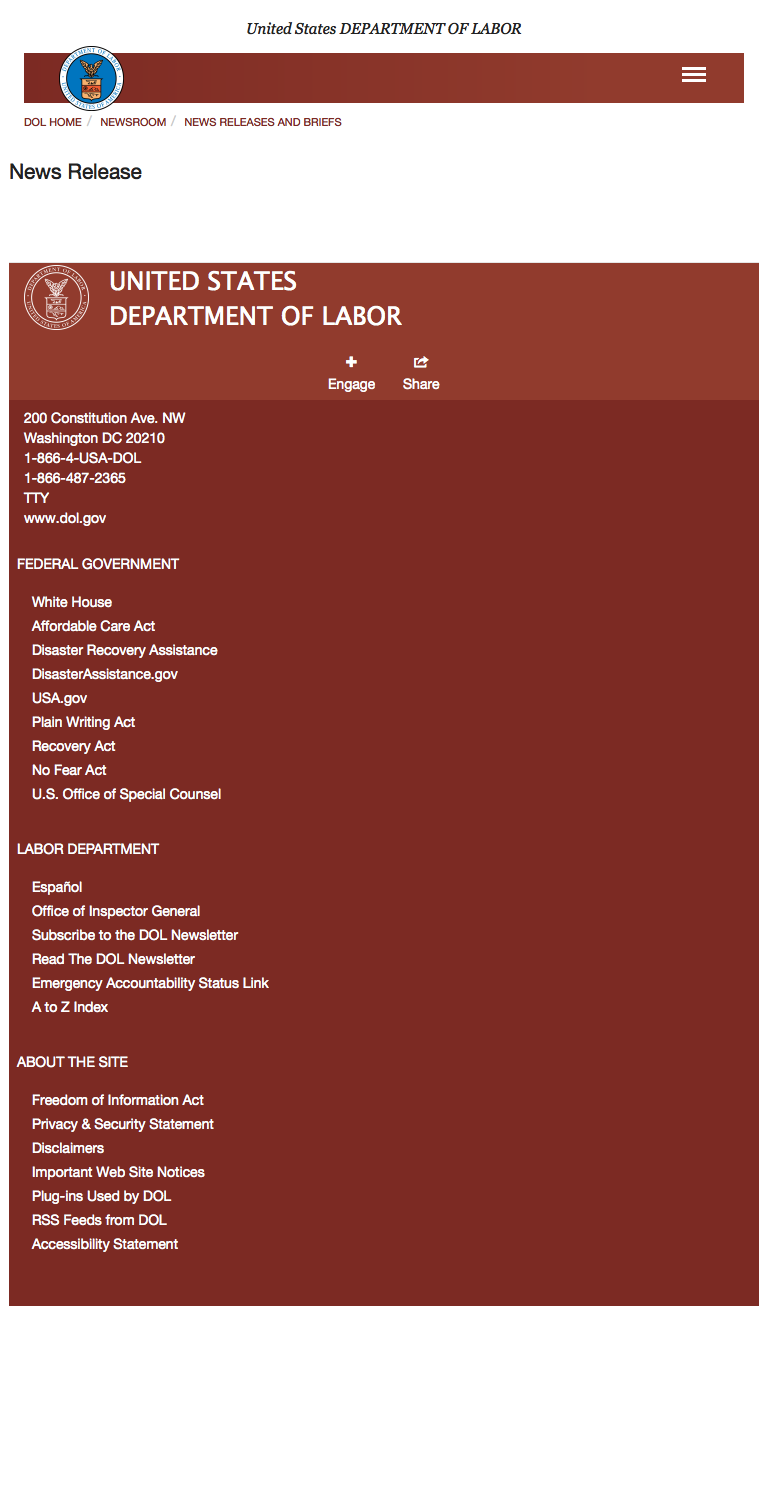 United States DEPARTMENT OF LABOR
DOL HOME / NEWSROOM / NEWS RELEASES AND BRIEFS
News Release
UNITED STATES
DEPARTMENT OF LABOR
Engage Share
200 Constitution Ave. NW
Washington DC 20210
1-866-4-USA-DOL
1-866-487-2365
TTY
www.dol.gov
FEDERAL GOVERNMENT
White House
Affordable Care Act
Disaster Recovery Assistance
DisasterAssistance.gov
USA.gov
Plain Writing Act
Recovery Act
No Fear Act
U.S. Office of Special Counsel
LABOR DEPARTMENT
Español
Office of Inspector General
Subscribe to the DOL Newsletter
Read The DOL Newsletter
Emergency Accountability Status Link
A to Z Index
ABOUT THE SITE
Freedom of Information Act
Privacy & Security Statement
Disclaimers
Important Web Site Notices
Plug-ins Used by DOL
RSS Feeds from DOL
Accessibility Statement